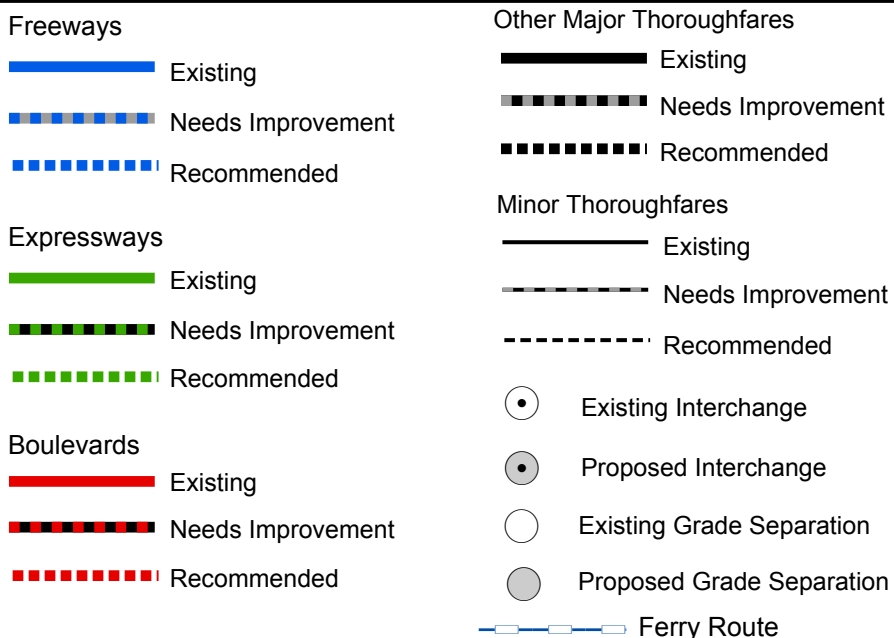 Freeways
Existing
Needs Improvement
Recommended
Expressways
Existing
Needs Improvement
Recommended
Boulevards
Existing
Needs Improvement
Recommended
Other Major Thoroughfares
Existing
Needs Improvement
Recommended
Minor Thoroughfares
Existing
Needs Improvement
Recommended
Existing Interchange
Proposed Interchange
Existing Grade Separation
Proposed Grade Separation
Ferry Route